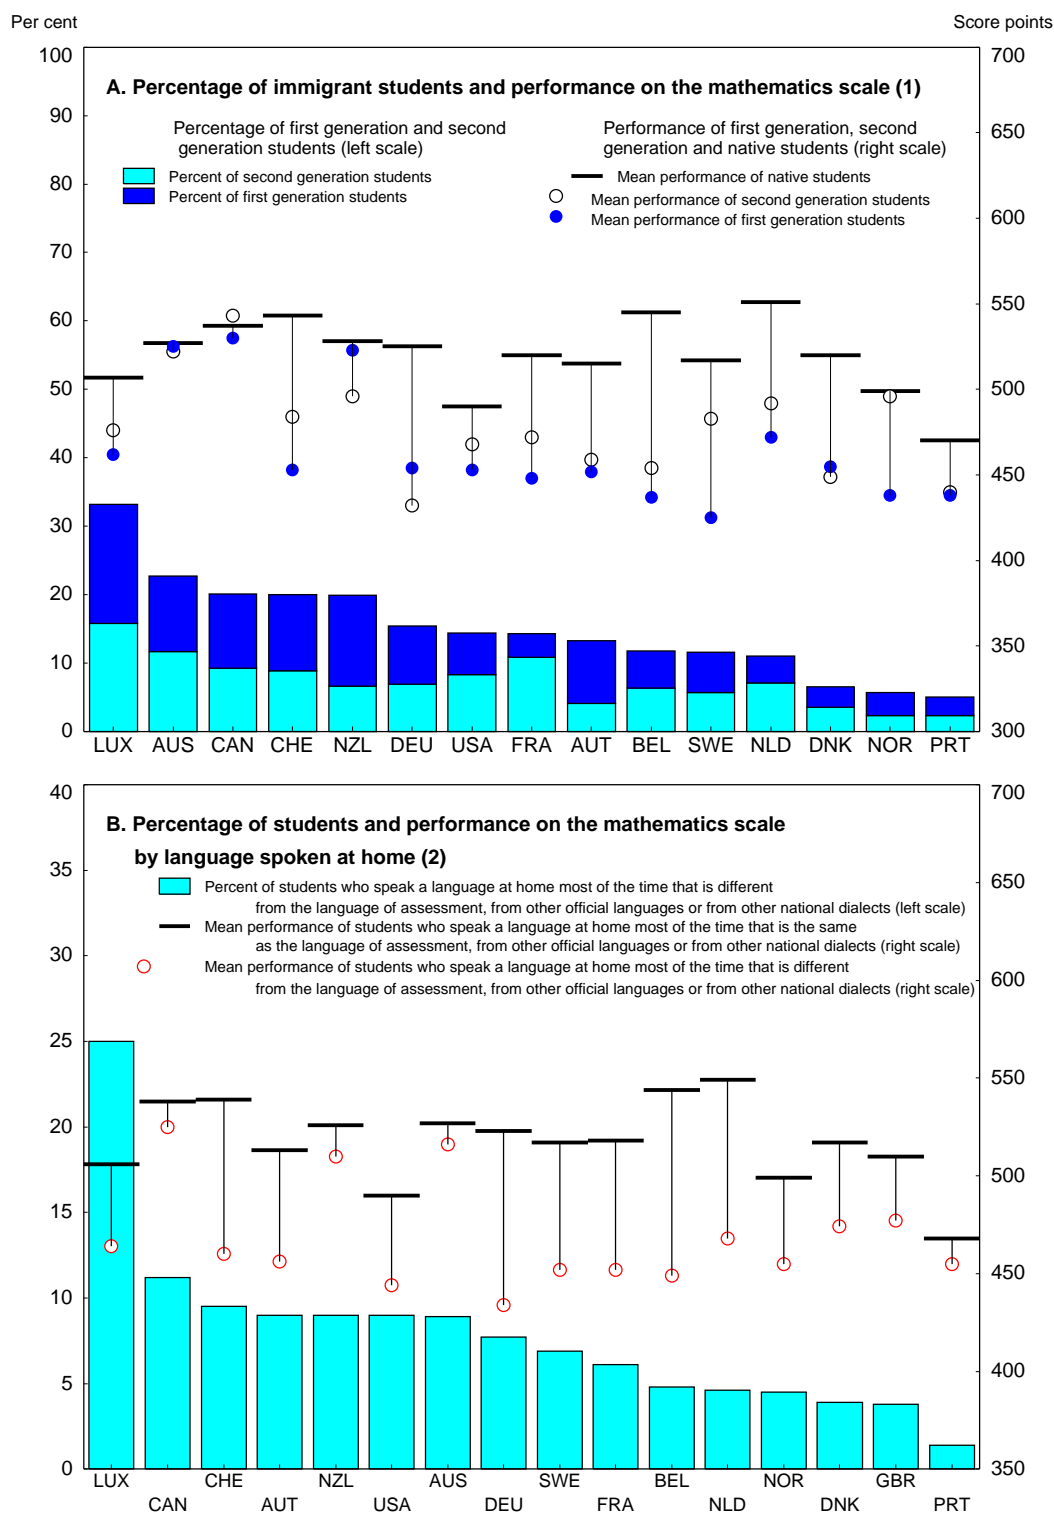 Per cent
Score points
100
90
80
70
60
50
40
30
20
10
0
700
650
600
550
500
450
400
350
300
A. Percentage of immigrant students and performance on the mathematics scale (1)
Percentage of first generation and second
generation students (left scale)
Percent of second generation students
Percent of first generation students
Performance of first generation, second
generation and native students (right scale)
Mean performance of native students
Mean performance of second generation students
Mean performance of first generation students
LUX AUS CAN CHE NZL DEU USA FRA AUT BEL SWE NLD DNK NOR PRT
40
35
30
25
20
15
10
5
0
700
650
600
550
500
450
400
350
B. Percentage of students and performance on the mathematics scale
by language spoken at home (2)
Percent of students who speak a language at home most of the time that is different
from the language of assessment, from other official languages or from other national dialects (left scale)
Mean performance of students who speak a language at home most of the time that is the same
as the language of assessment, from other official languages or from other national dialects (right scale)
Mean performance of students who speak a language at home most of the time that is different
from the language of assessment, from other official languages or from other national dialects (right scale)
LUX CHE NZL AUS SWE BEL NOR GBR
CAN AUT USA DEU FRA NLD DNK PRT